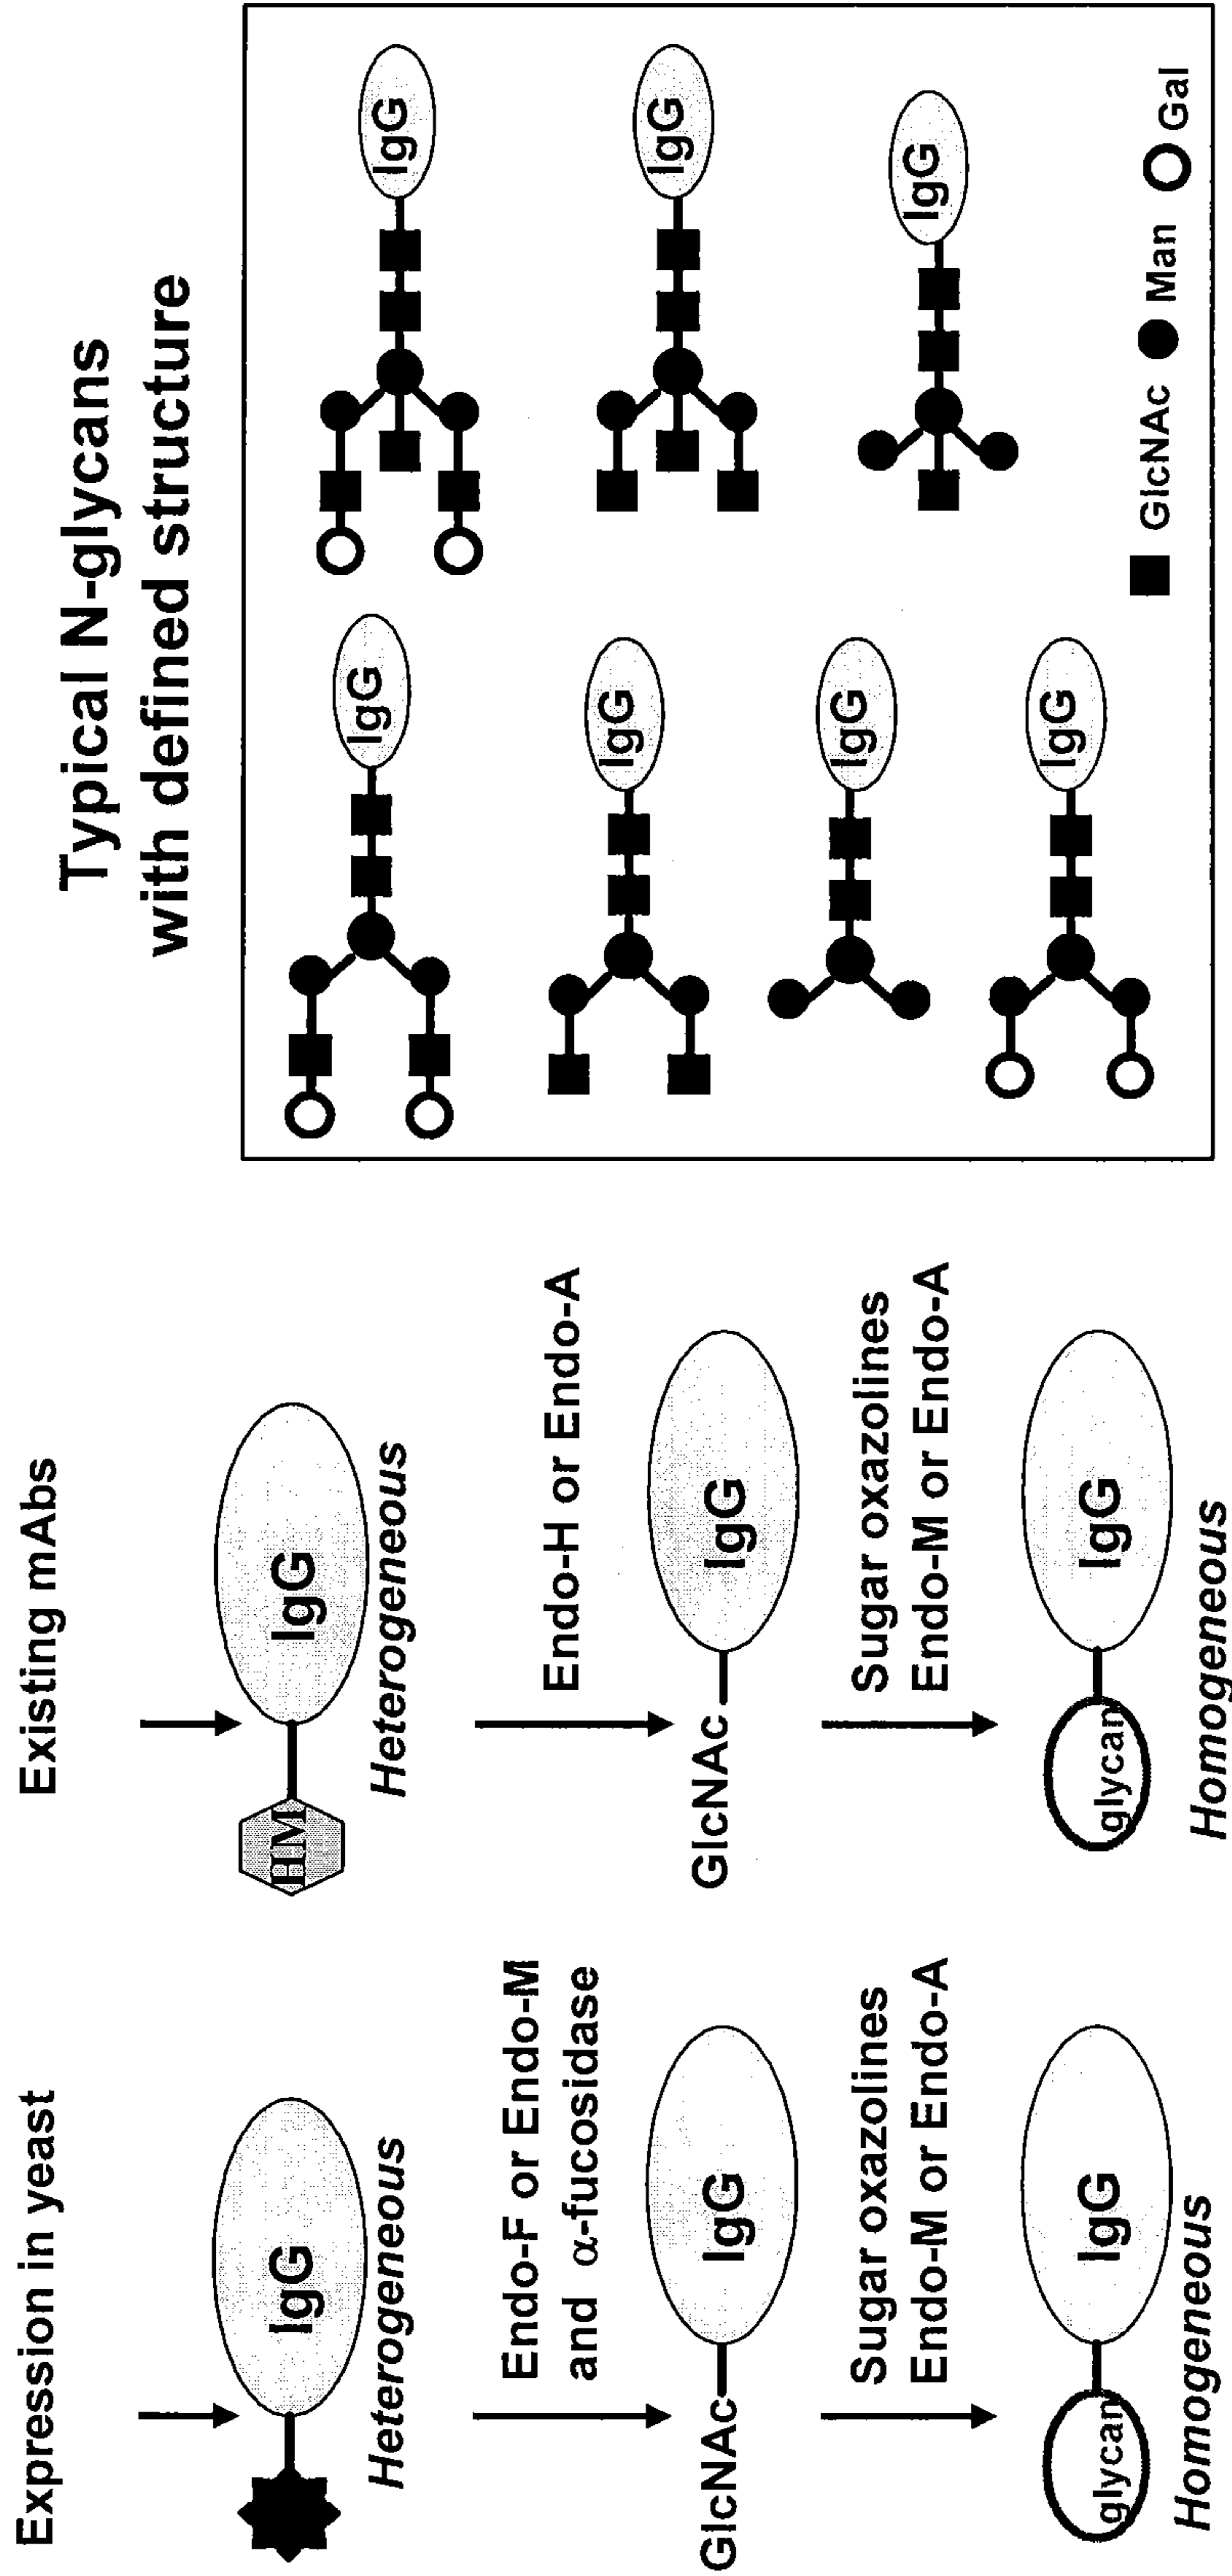 Expression in yeast
IgG
Heterogeneous
Endo-F or Endo-M
and α-fucosidase
GlcNAc
IgG
Sugar oxazolines
Endo-M or Endo-A
glycan
IgG
Homogeneous
Existing mAbs
HM
IgG
Heterogeneous
Endo-H or Endo-A
GlcNAc
IgG
Sugar oxazolines
Endo-M or Endo-A
glycan
IgG
Homogeneous
Typical N-glycans
with defined structure
IgG
IgG
IgG
IgG
IgG
IgG
IgG
GlcNAc
Man
Gal